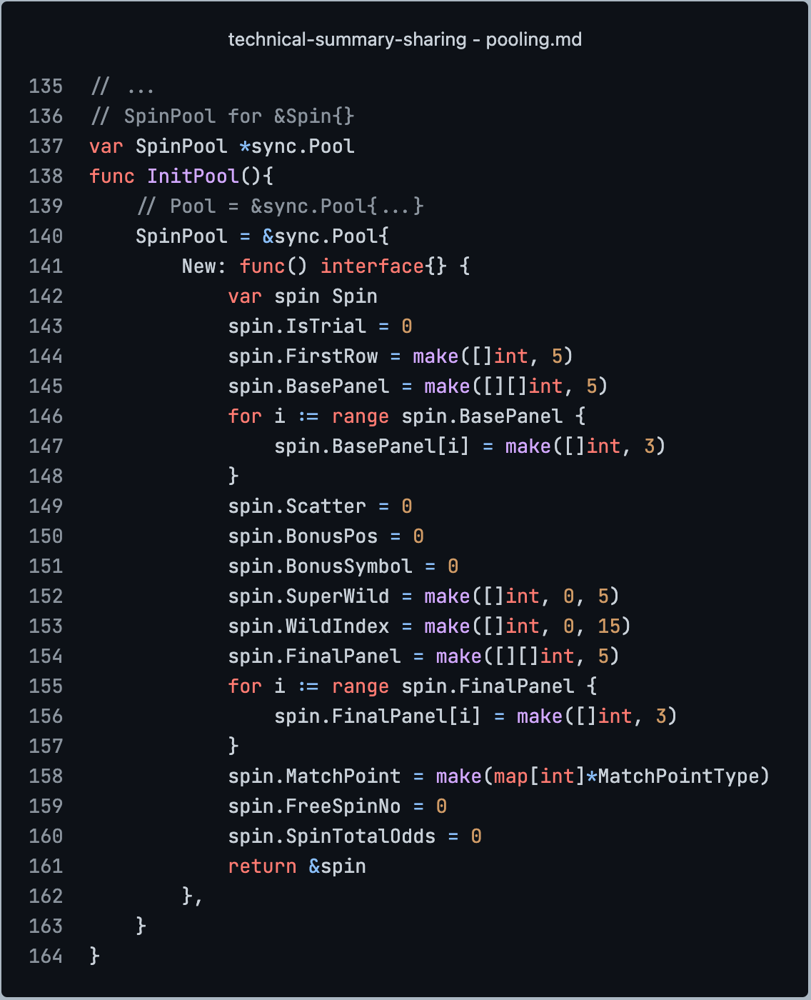 technical-summary-sharing - pooling.md
135 // ...
136 // SpinPool for &Spin{}
137 var SpinPool *sync.Pool
138 func InitPool(){
139     // Pool = &sync.Pool{...}
140     SpinPool = &sync.Pool{
141         New: func() interface{} {
142             var spin Spin
143             spin.IsTrial = 0
144             spin.FirstRow = make([]int, 5)
145             spin.BasePanel = make([][]int, 5)
146             for i := range spin.BasePanel {
147                 spin.BasePanel[i] = make([]int, 3)
148             }
149             spin.Scatter = 0
150             spin.BonusPos = 0
151             spin.BonusSymbol = 0
152             spin.SuperWild = make([]int, 0, 5)
153             spin.WildIndex = make([]int, 0, 15)
154             spin.FinalPanel = make([][]int, 5)
155             for i := range spin.FinalPanel {
156                 spin.FinalPanel[i] = make([]int, 3)
157             }
158             spin.MatchPoint = make(map[int]*MatchPointType)
159             spin.FreeSpinNo = 0
160             spin.SpinTotalOdds = 0
161             return &spin
162         },
163     }
164 }